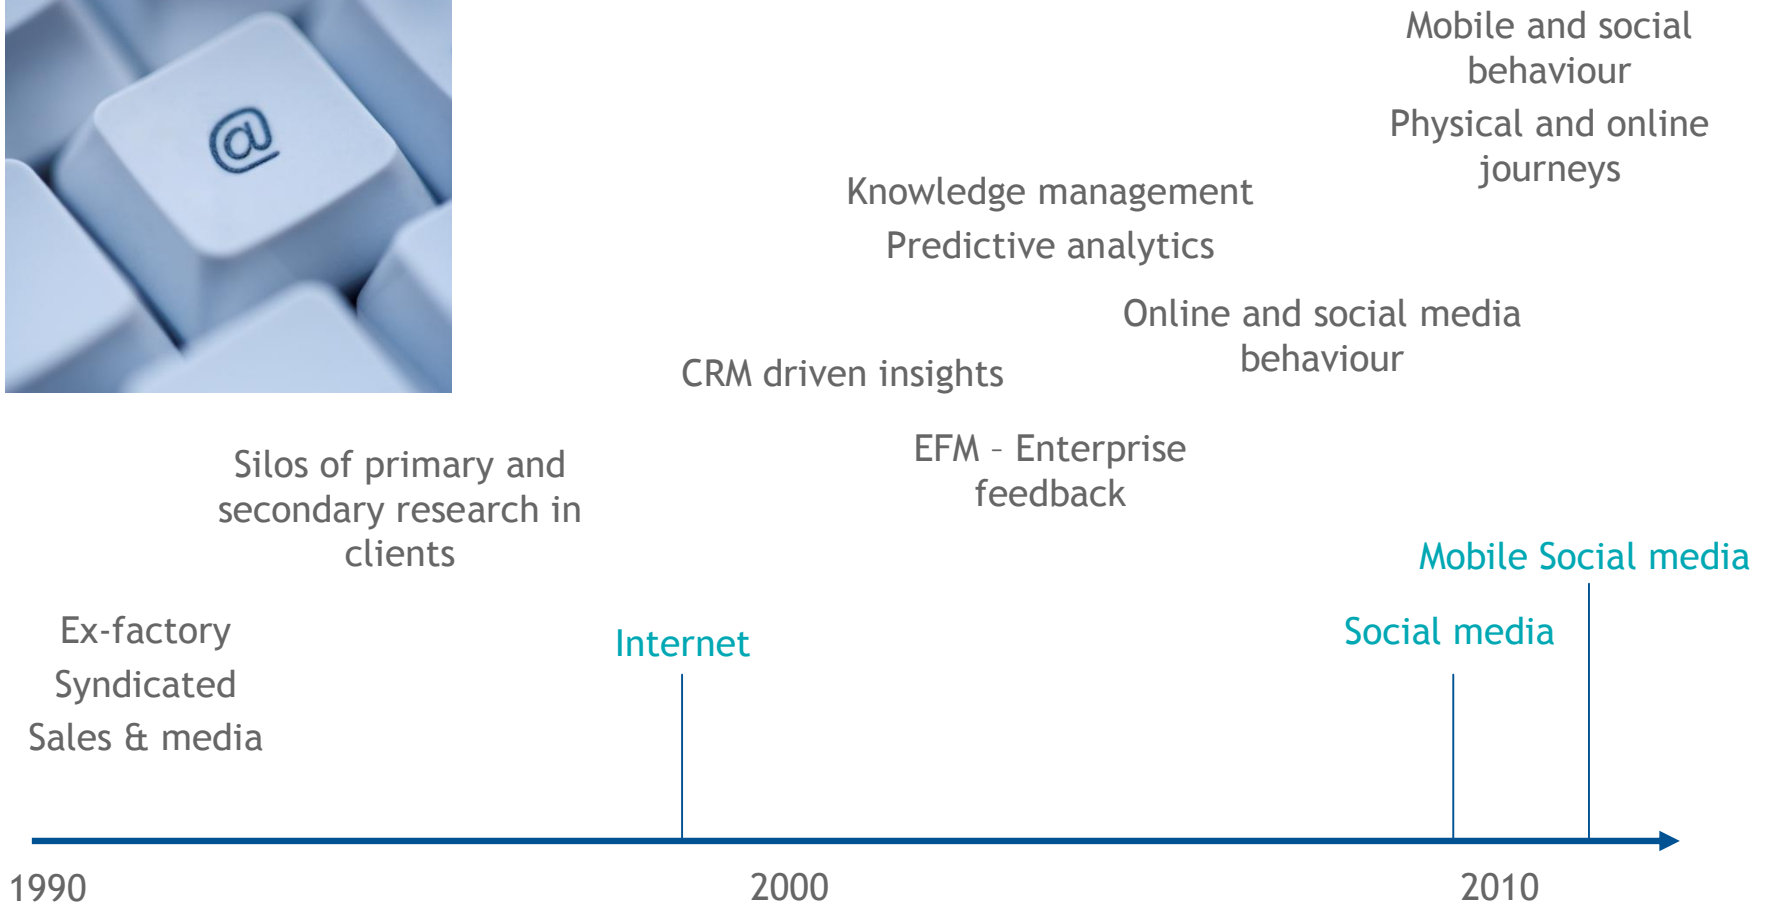 @
Mobile and social
behaviour
Physical and online
journeys
Knowledge management
Predictive analytics
Online and social media
behaviour
CRM driven insights
EFM – Enterprise
feedback
Silos of primary and
secondary research in
clients
Mobile Social media
Ex-factory
Syndicated
Sales & media
Internet
Social media
1990
2000
2010